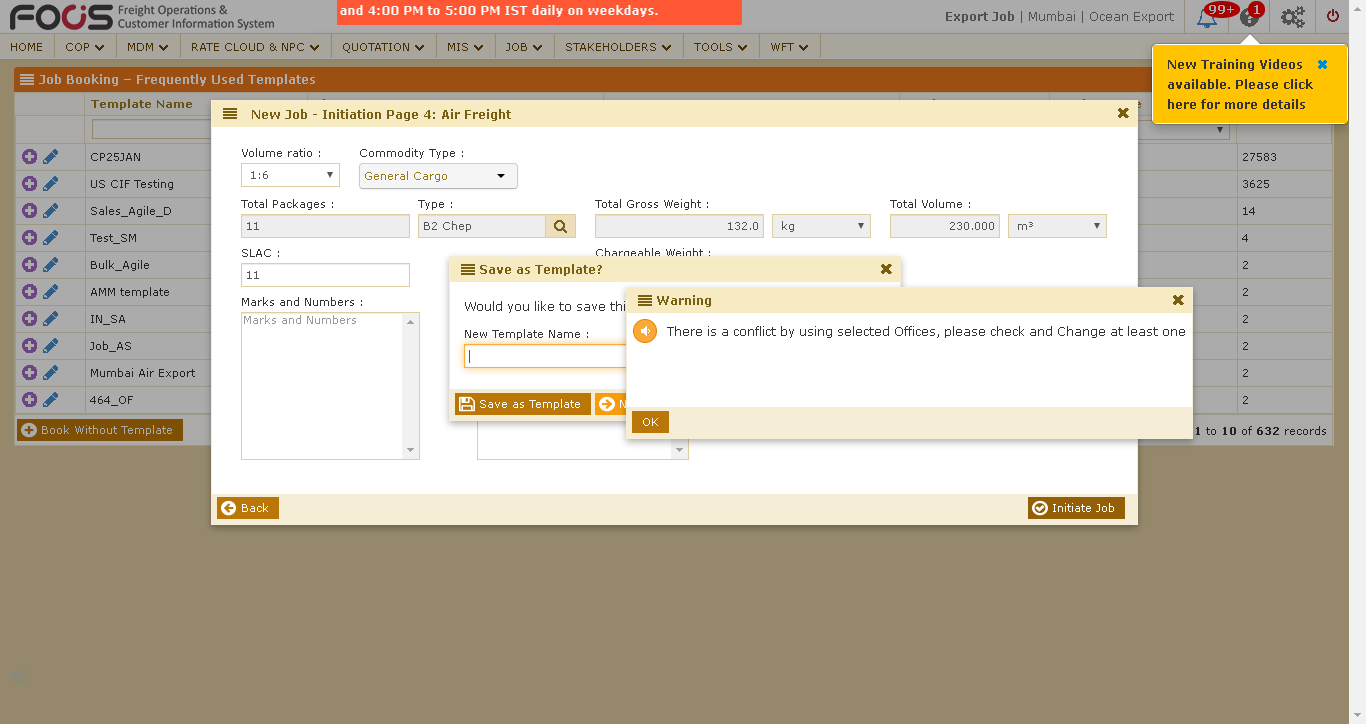 FOCIS Freight Operations &
Customer Information System
and 4:00 PM to 5:00 PM IST daily on weekdays.
Export Job | Mumbai | Ocean Export
99+
1
HOME COP MDM RATE CLOUD & NPC QUOTATION MIS JOB STAKEHOLDERS TOOLS WFT
New Training Videos
available. Please click
here for more details
Job Booking – Frequently Used Templates
Template Name
CP25JAN 27583
US CIF Testing 3625
Sales_Agile_D 14
Test_SM 4
Bulk_Agile 2
AMM template 2
IN_SA 2
Job_AS 2
Mumbai Air Export 2
464_OF 2
Book Without Template
1 to 10 of 632 records
New Job - Initiation Page 4: Air Freight
Volume ratio : Commodity Type :
1:6 General Cargo
Total Packages : Type : Total Gross Weight : Total Volume :
11 B2 Chep 132.0 kg 230.000 m³
SLAC : Chargeable Weight :
11
Marks and Numbers :
Marks and Numbers
Save as Template?
Would you like to save thi
New Template Name :
Save as Template N
Warning
There is a conflict by using selected Offices, please check and Change at least one
OK
Back
Initiate Job